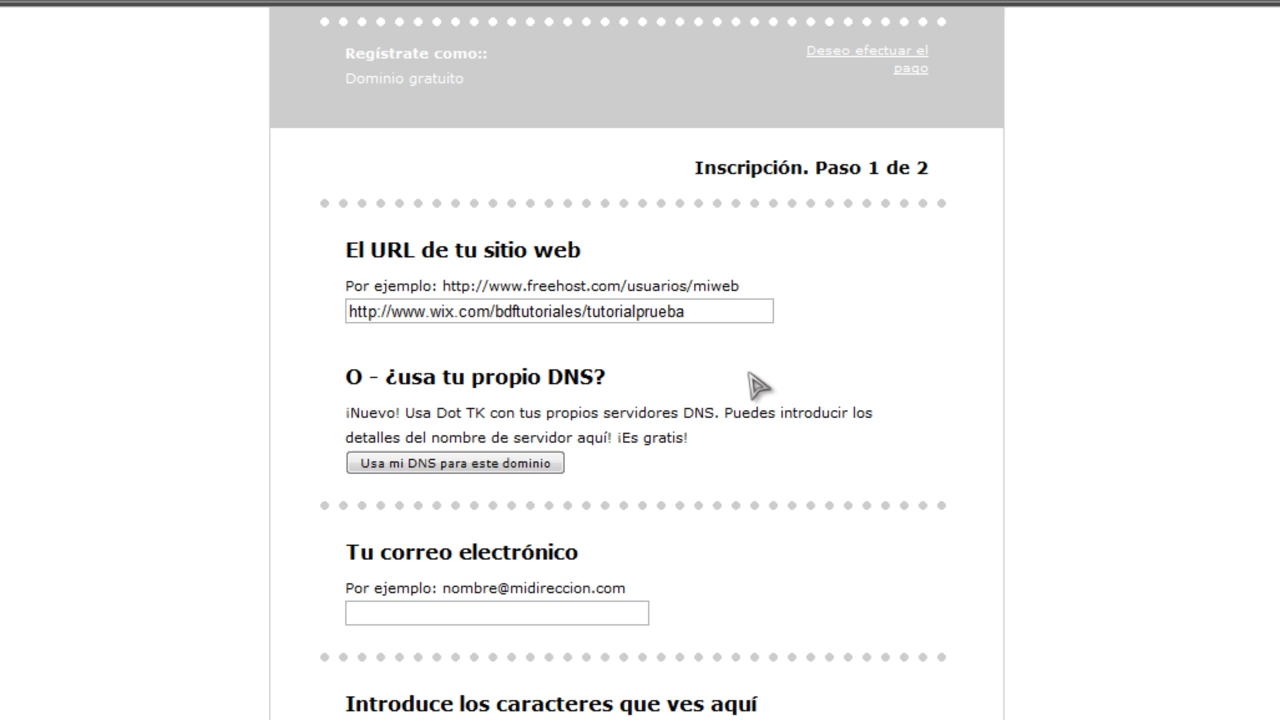 Regístrate como::
Dominio gratuito
Deseo efectuar el
pago
Inscripción. Paso 1 de 2
El URL de tu sitio web
Por ejemplo: http://www.freehost.com/usuarios/miweb
http://www.wix.com/bdftutoriales/tutorialprueba
O - ¿usa tu propio DNS?
¡Nuevo! Usa Dot TK con tus propios servidores DNS. Puedes introducir los
detalles del nombre de servidor aquí! ¡Es gratis!
Usa mi DNS para este dominio
Tu correo electrónico
Por ejemplo: nombre@midireccion.com
Introduce los caracteres que ves aquí